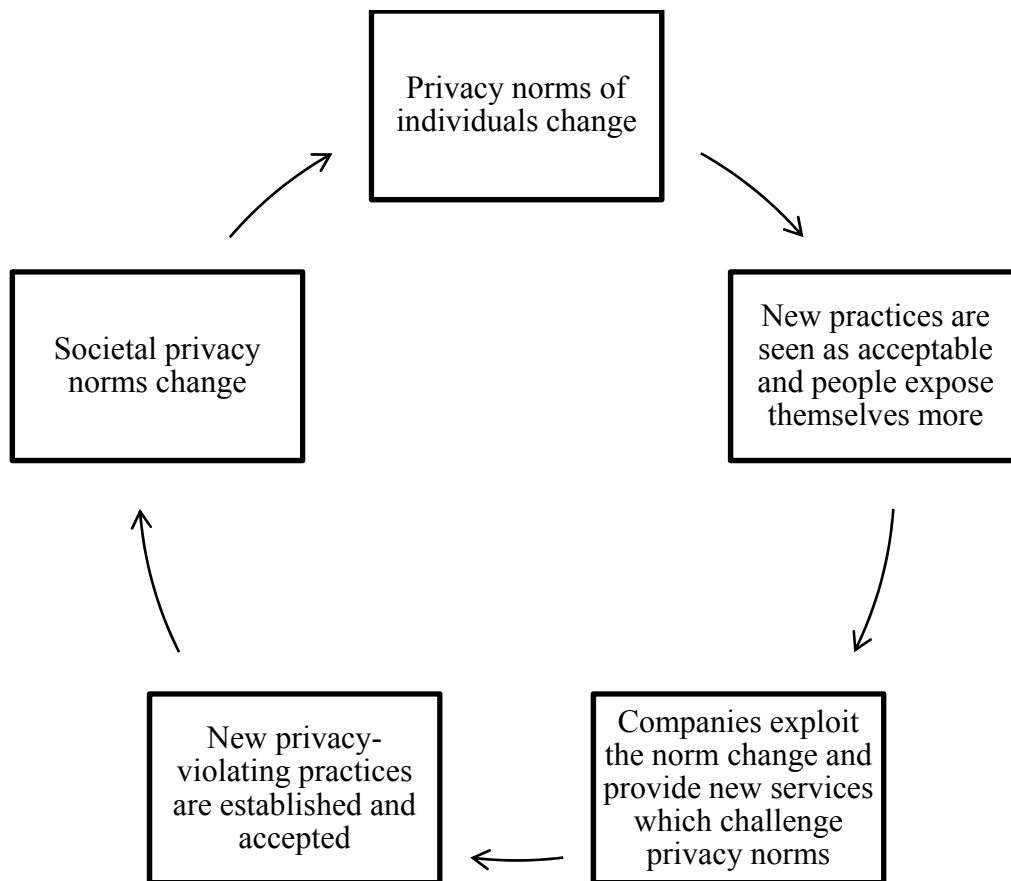 Privacy norms of
individuals change
New practices are
seen as acceptable
and people expose
themselves more
Companies exploit
the norm change and
provide new services
which challenge
privacy norms
New privacy-
violating practices
are established and
accepted
Societal privacy
norms change